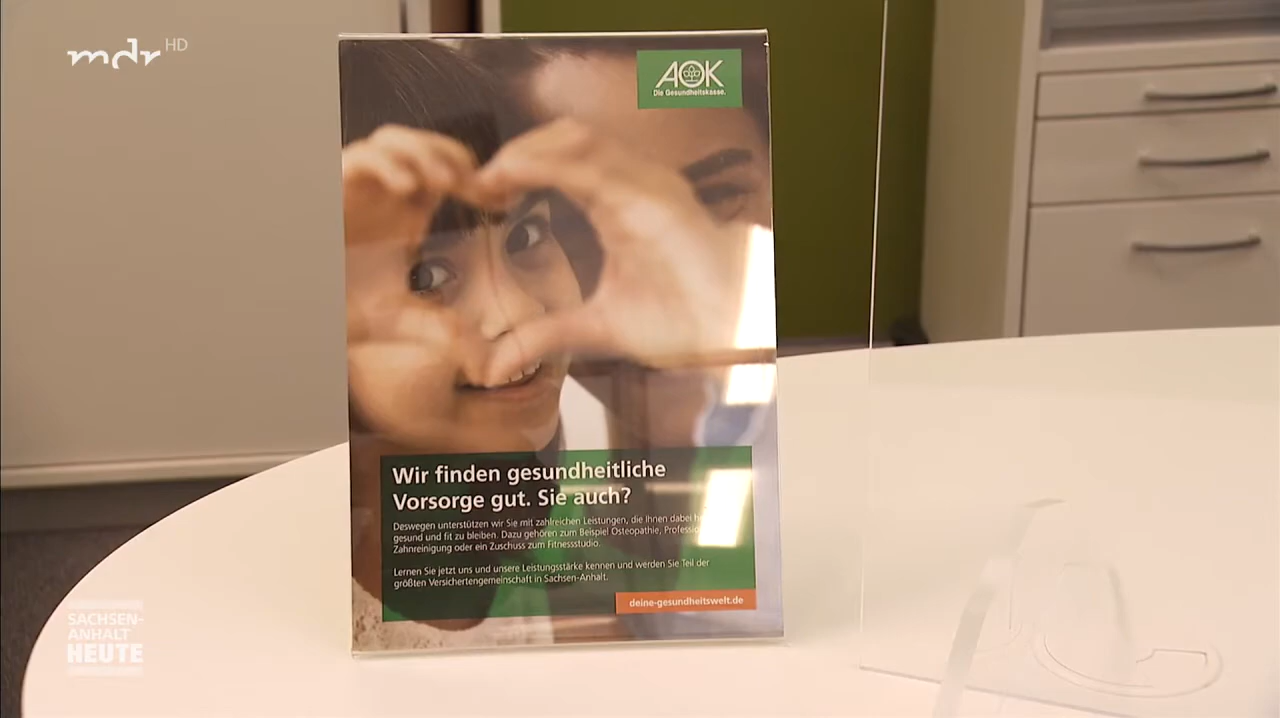 mdr HD
AOK
Die Gesundheitskasse.
Wir finden gesundheitliche
Vorsorge gut. Sie auch?
Deswegen unterstützen wir Sie mit zahlreichen Leistungen, die Ihnen dabei
gesund und fit zu bleiben. Dazu gehören zum Beispiel Osteopathie,
Zahnreinigung oder ein Zuschuss zum Fitnessstudio.
Lernen Sie jetzt uns und unsere Leistungsstärke kennen und werden Sie Teil der
größten Versichertengemeinschaft in Sachsen-Anhalt.
deine-gesundheitswelt.de
SACHSEN-
ANHALT
HEUTE